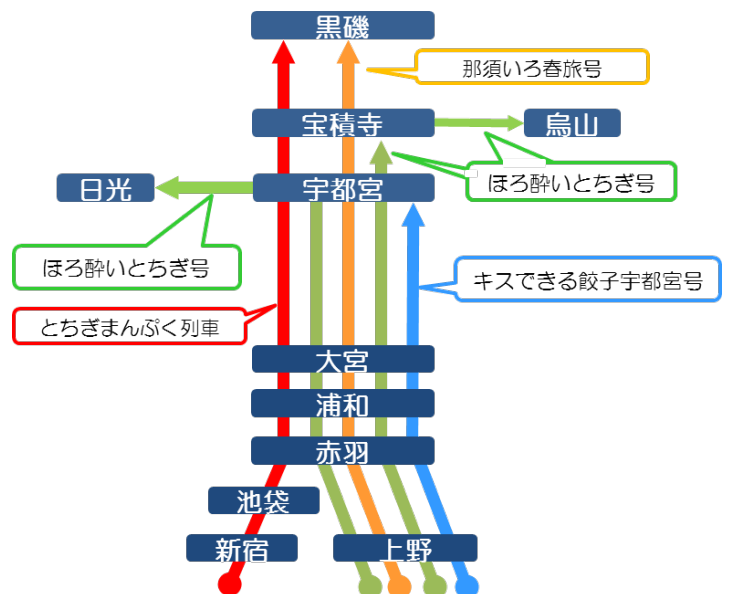 黒磯
那須いろ春旅号
宝積寺
烏山
日光
宇都宮
ほろ酔いとちぎ号
ほろ酔いとちぎ号
キスできる餃子宇都宮号
とちぎまんぷく列車
大宮
浦和
赤羽
池袋
新宿
上野